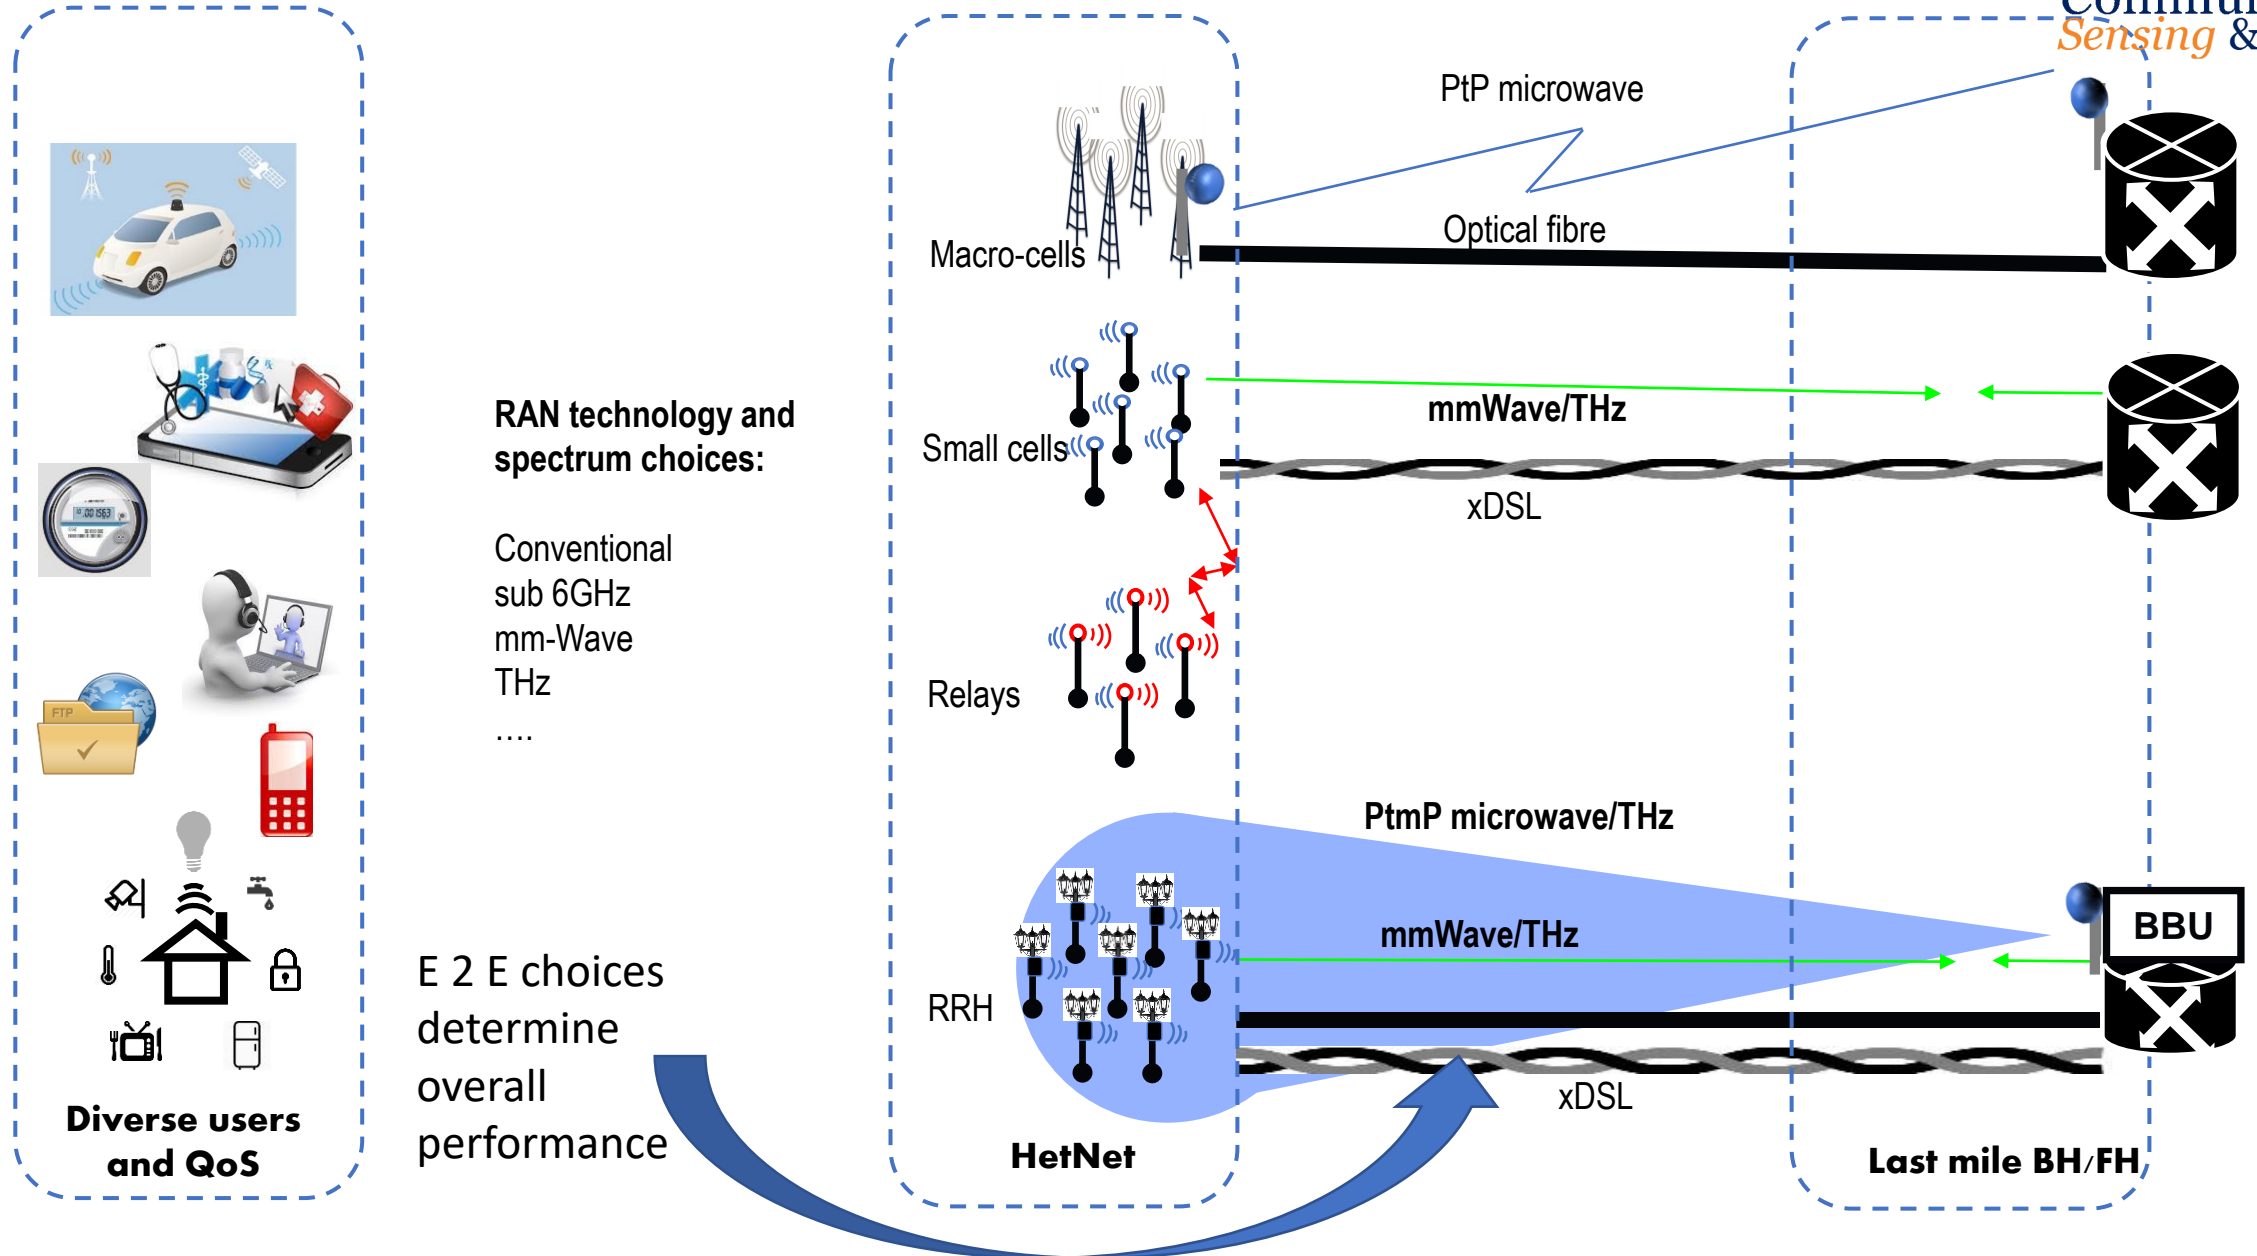 Sensing &
PtP microwave
Optical fibre
Macro-cells
RAN technology and
spectrum choices:
mmWave/THz
Small cells
xDSL
Conventional
sub 6GHz
mm-Wave
THz
....
Relays
FTP
PtmP microwave/THz
BBU
mmWave/THz
E 2 E choices
determine
overall
performance
RRH
xDSL
Diverse users
and QoS
HetNet
Last mile BH/FH